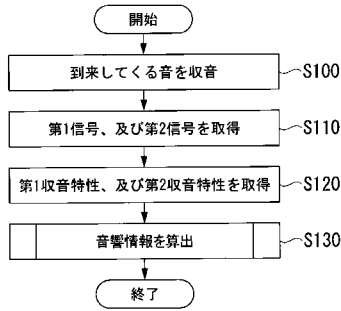 開始
到来してくる音を収音
S100
第1信号、及び第2信号を取得
S110
第1収音特性、及び第2収音特性を取得
S120
音響情報を算出
S130
終了